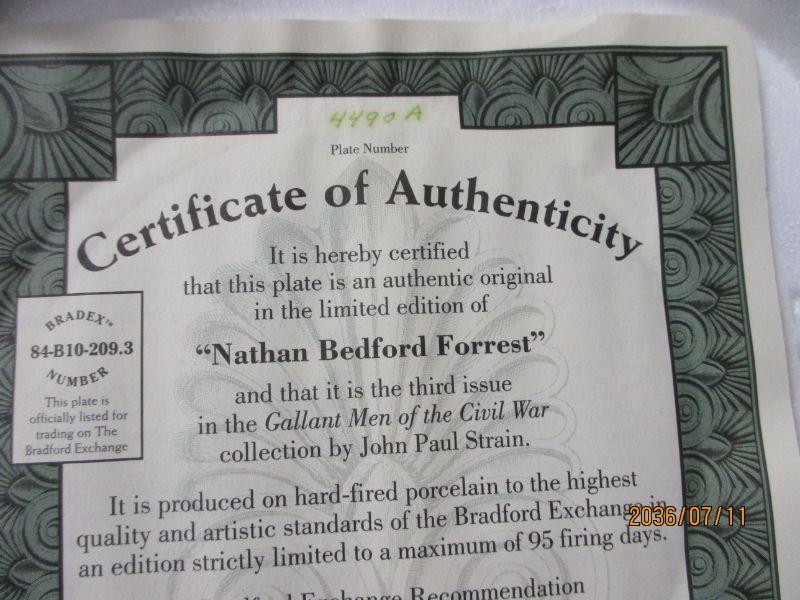 4490 A
Plate Number
Certificate of Authenticity
It is hereby certified
that this plate is an authentic original
in the limited edition of
“Nathan Bedford Forrest”
and that it is the third issue
in the Gallant Men of the Civil War
collection by John Paul Strain.
BRADEX™
84-B10-209.3
NUMBER
This plate is
officially listed for
trading on The
Bradford Exchange
It is produced on hard-fired porcelain to the highest
quality and artistic standards of the Bradford Exchange in
an edition strictly limited to a maximum of 95 firing days.
2036/07/11
Exchange Recommendation